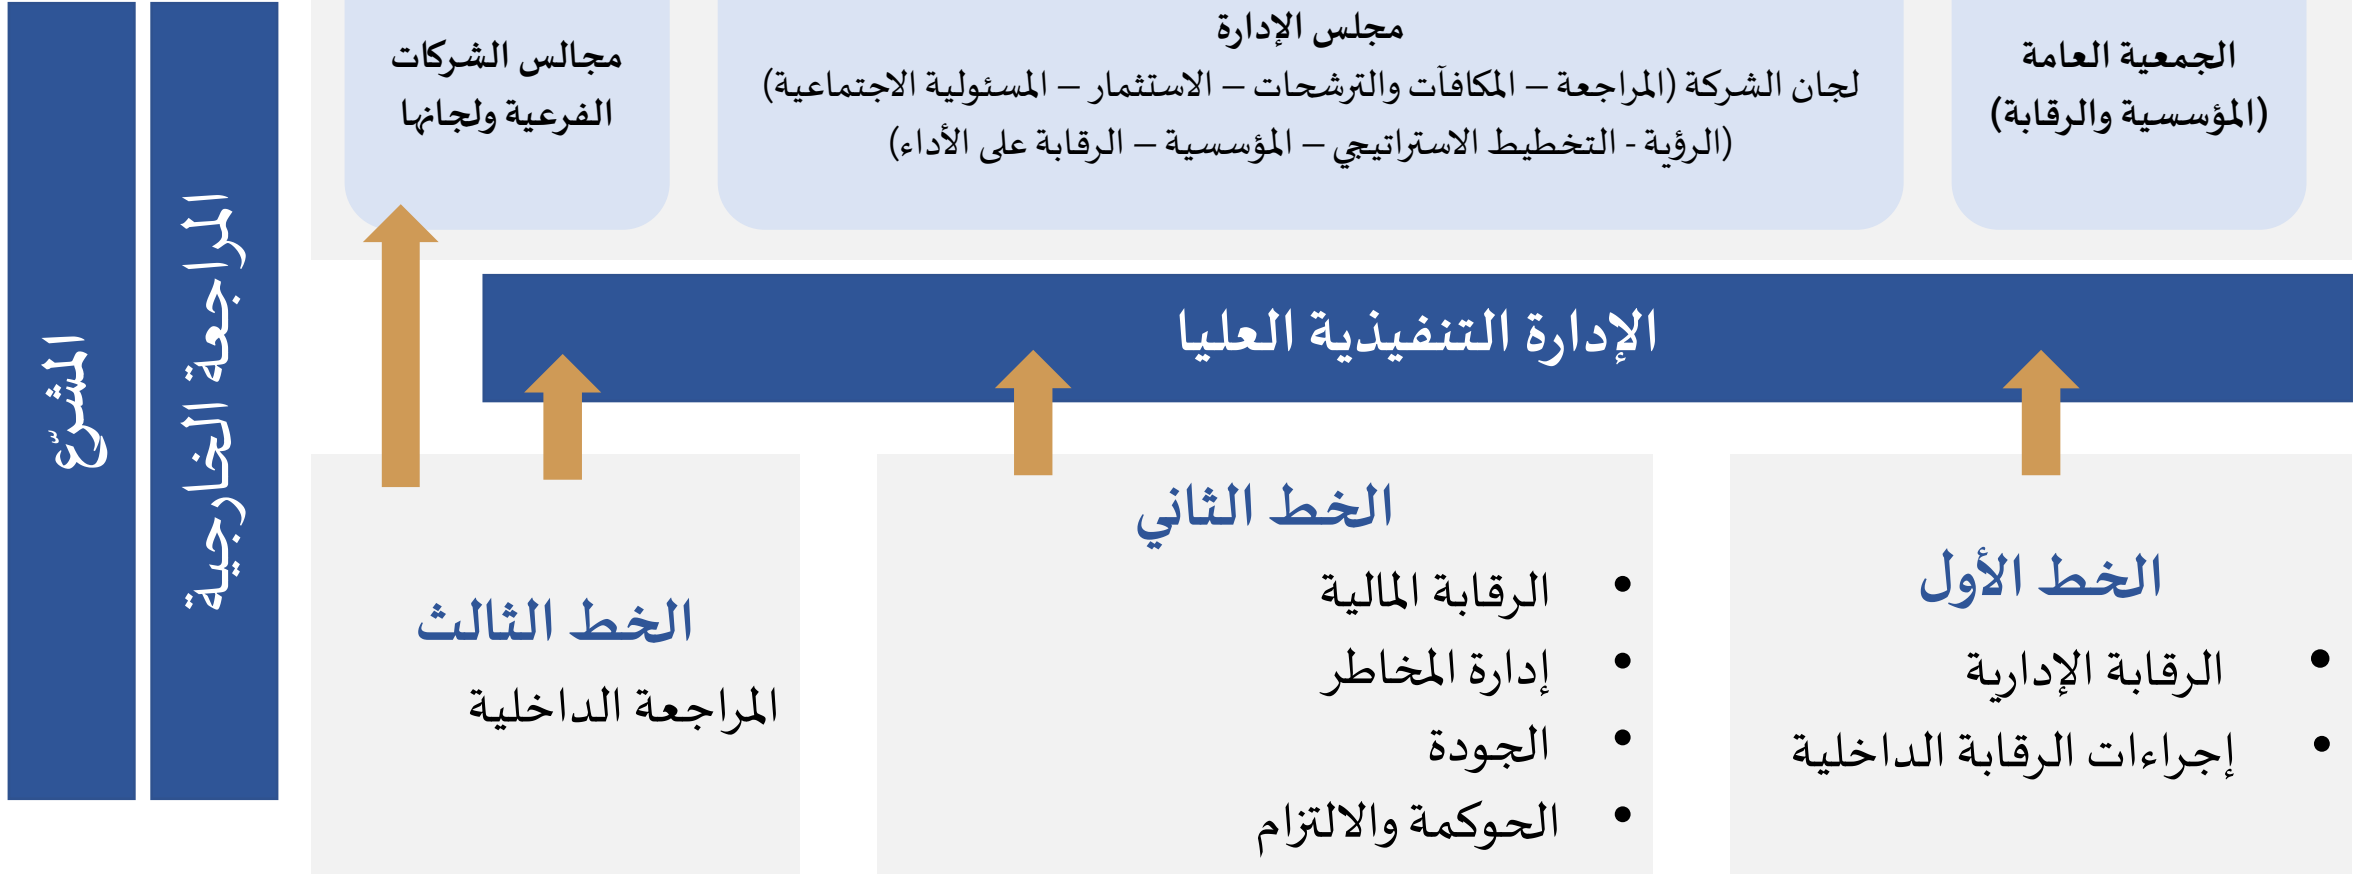 الجمعية العامة
(المؤسسية والرقابة)
مجلس الإدارة
لجان الشركة (المراجعة – المكافآت والترشحات – الاستثمار – المسئولية الاجتماعية)
(الرؤية - التخطيط الاستراتيجي – المؤسسية – الرقابة على الأداء)
مجالس الشركات
الفرعية ولجانها
الإدارة التنفيذية العليا
الخط الأول
• الرقابة الإدارية
• إجراءات الرقابة الداخلية
الخط الثاني
• الرقابة المالية
• إدارة المخاطر
• الجودة
• الحوكمة والالتزام
الخط الثالث
المراجعة الداخلية
المراجعة الخارجية
المشرّع